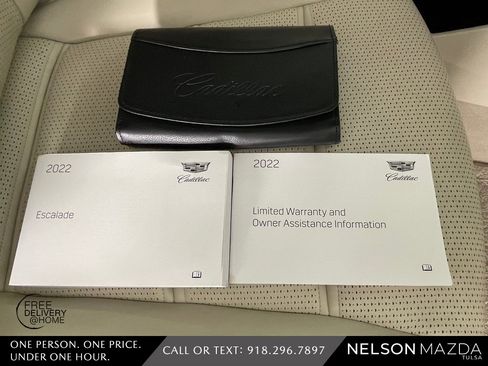 Cadillac
2022
Cadillac
Escalade
2022
Cadillac
Limited Warranty and
Owner Assistance Information
FREE
DELIVERY
@HOME
ONE PERSON. ONE PRICE.
UNDER ONE HOUR.
CALL OR TEXT: 918.296.7897
NELSON MAZDA
TULSA